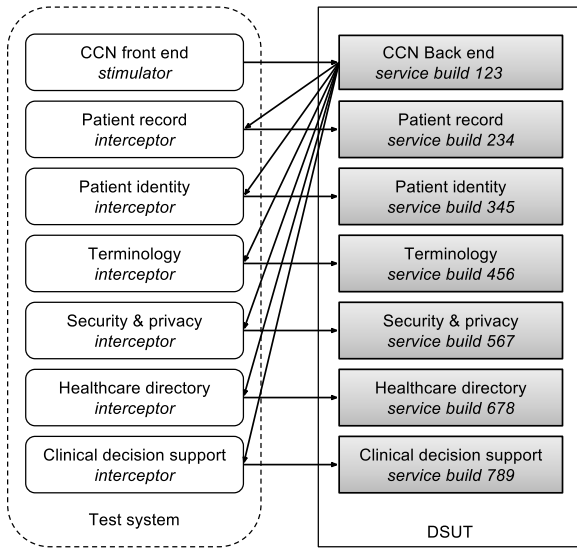 CCN front end
stimulator
CCN Back end
service build 123
Patient record
interceptor
Patient record
service build 234
Patient identity
interceptor
Patient identity
service build 345
Terminology
interceptor
Terminology
service build 456
Security & privacy
interceptor
Security & privacy
service build 567
Healthcare directory
interceptor
Healthcare directory
service build 678
Clinical decision support
interceptor
Clinical decision support
service build 789
Test system
DSUT